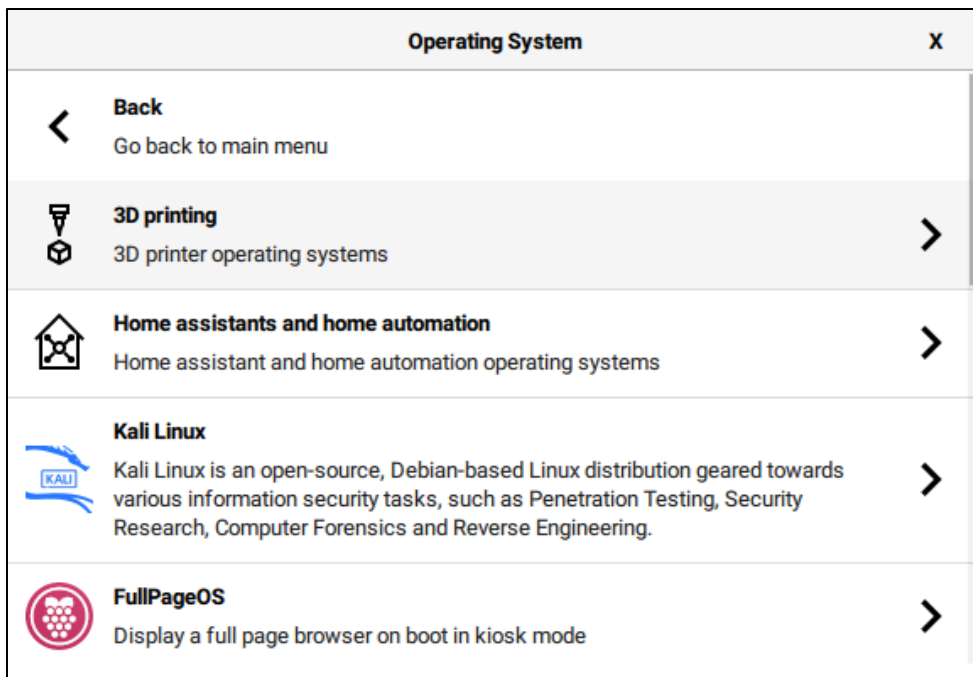 Operating System X
Back
Go back to main menu
3D printing
3D printer operating systems
Home assistants and home automation
Home assistant and home automation operating systems
Kali Linux
KALI
Kali Linux is an open-source, Debian-based Linux distribution geared towards
various information security tasks, such as Penetration Testing, Security
Research, Computer Forensics and Reverse Engineering.
FullPageOS
Display a full page browser on boot in kiosk mode